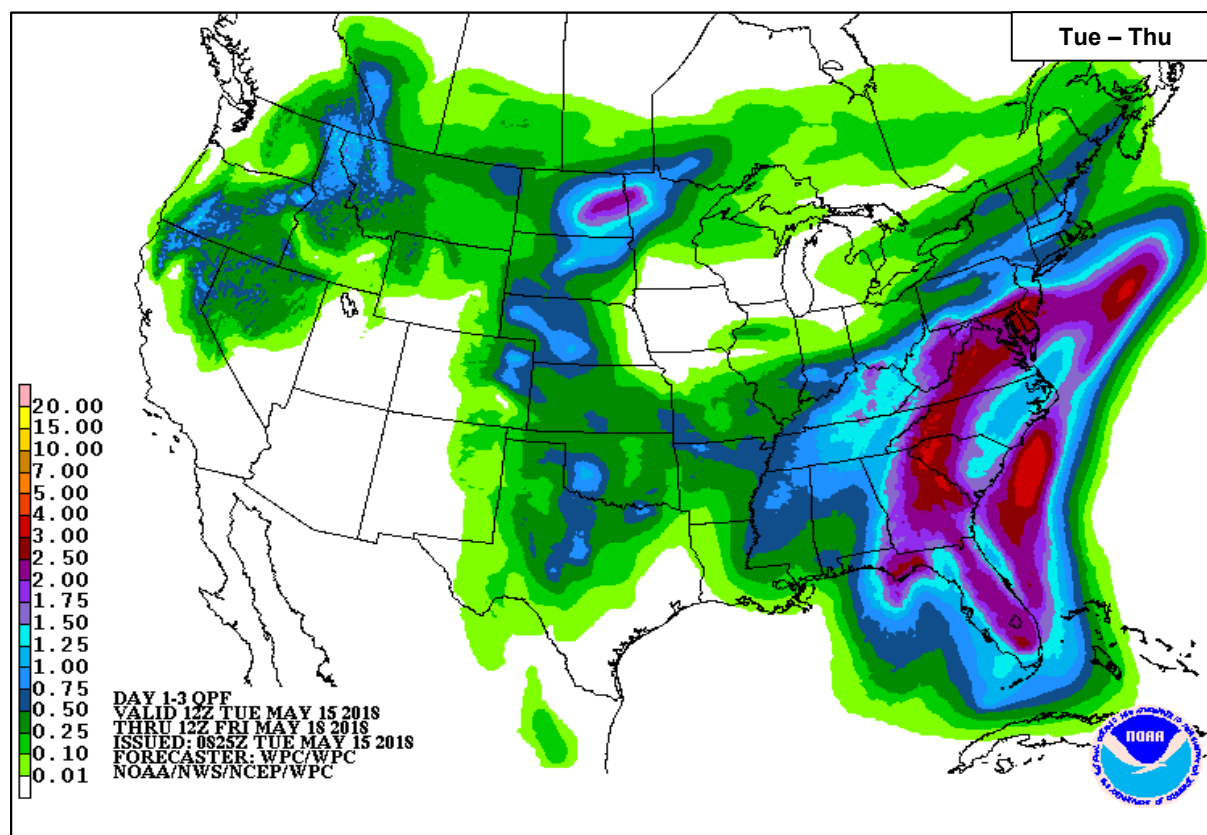 Tue – Thu
20.00
15.00
10.00
7.00
5.00
4.00
3.00
2.50
2.00
1.75
1.50
1.25
1.00
0.75
0.50
0.25
0.10
0.01
DAY 1-3 QPF
VALID 12Z TUE MAY 15 2018
THRU 12Z FRI MAY 18 2018
ISSUED: 0825Z TUE MAY 15 2018
FORECASTER: WPC/WPC
NOAA/NWS/NCEP/WPC
NOAA